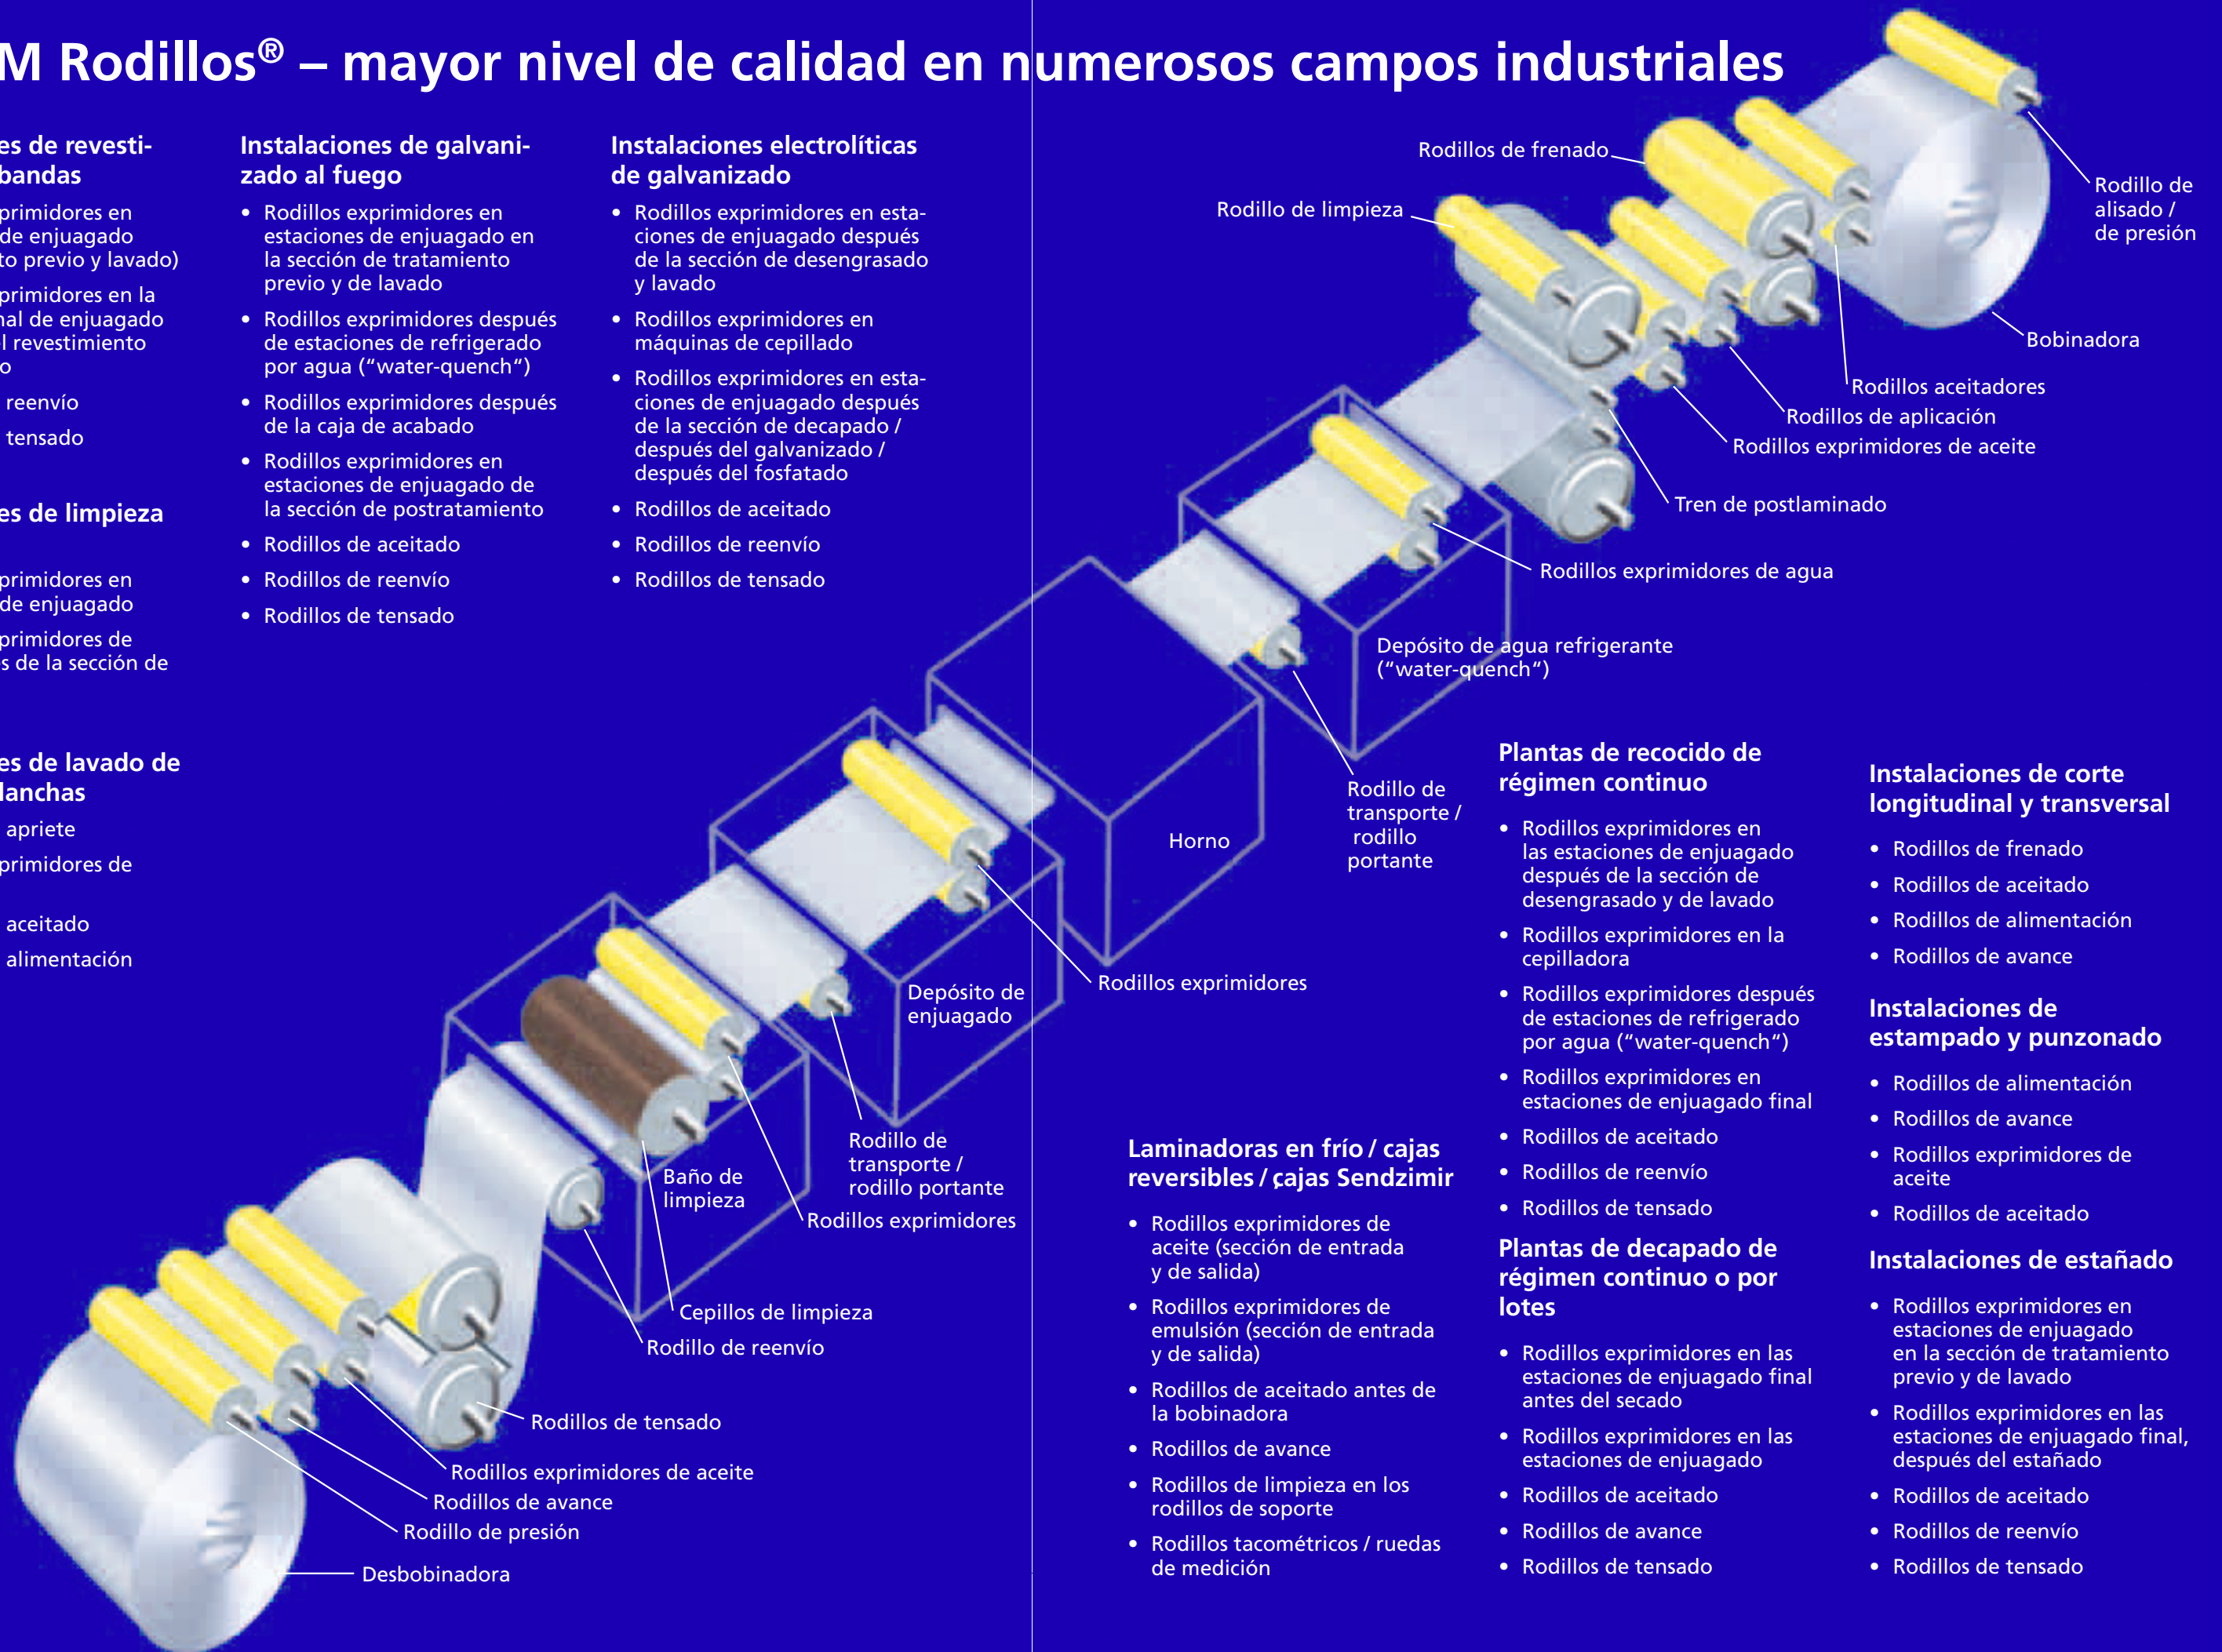 M Rodillos® – mayor nivel de calidad en numerosos campos industriales
es de revesti-
bandas
primidores en
de enjuagado
to previo y lavado)
primidores en la
nal de enjuagado
l revestimiento
o
reenvío
tensado
es de limpieza
primidores en
de enjuagado
primidores de
s de la sección de
es de lavado de
lanchas
apriete
primidores de
aceitado
alimentación
Instalaciones de galvani-
zado al fuego
• Rodillos exprimidores en
estaciones de enjuagado en
la sección de tratamiento
previo y de lavado
• Rodillos exprimidores después
de estaciones de refrigerado
por agua (“water-quench“)
• Rodillos exprimidores después
de la caja de acabado
• Rodillos exprimidores en
estaciones de enjuagado de
la sección de postratamiento
• Rodillos de aceitado
• Rodillos de reenvío
• Rodillos de tensado
Instalaciones electrolíticas
de galvanizado
• Rodillos exprimidores en esta-
ciones de enjuagado después
de la sección de desengrasado
y lavado
• Rodillos exprimidores en
máquinas de cepillado
• Rodillos exprimidores en esta-
ciones de enjuagado después
de la sección de decapado /
después del galvanizado /
después del fosfatado
• Rodillos de aceitado
• Rodillos de reenvío
• Rodillos de tensado
Rodillos de frenado
Rodillo de limpieza
Rodillo de
alisado /
de presión
Bobinadora
Rodillos aceitadores
Rodillos de aplicación
Rodillos exprimidores de aceite
Tren de postlaminado
Rodillos exprimidores de agua
Depósito de agua refrigerante
(“water-quench“)
Rodillo de
transporte /
rodillo
portante
Horno
Rodillos exprimidores
Depósito de
enjuagado
Rodillo de
transporte /
rodillo portante
Rodillos exprimidores
Baño de
limpieza
Cepillos de limpieza
Rodillo de reenvío
Rodillos de tensado
Rodillos exprimidores de aceite
Rodillos de avance
Rodillo de presión
Desbobinadora
Laminadoras en frío / cajas
reversibles / cajas Sendzimir
• Rodillos exprimidores de
aceite (sección de entrada
y de salida)
• Rodillos exprimidores de
emulsión (sección de entrada
y de salida)
• Rodillos de aceitado antes de
la bobinadora
• Rodillos de avance
• Rodillos de limpieza en los
rodillos de soporte
• Rodillos tacométricos / ruedas
de medición
Plantas de recocido de
régimen continuo
• Rodillos exprimidores en
las estaciones de enjuagado
después de la sección de
desengrasado y de lavado
• Rodillos exprimidores en la
cepilladora
• Rodillos exprimidores después
de estaciones de refrigerado
por agua (“water-quench“)
• Rodillos exprimidores en
estaciones de enjuagado final
• Rodillos de aceitado
• Rodillos de reenvío
• Rodillos de tensado
Plantas de decapado de
régimen continuo o por
lotes
• Rodillos exprimidores en las
estaciones de enjuagado final
antes del secado
• Rodillos exprimidores en las
estaciones de enjuagado
• Rodillos de aceitado
• Rodillos de avance
• Rodillos de tensado
Instalaciones de corte
longitudinal y transversal
• Rodillos de frenado
• Rodillos de aceitado
• Rodillos de alimentación
• Rodillos de avance
Instalaciones de
estampado y punzonado
• Rodillos de alimentación
• Rodillos de avance
• Rodillos exprimidores de
aceite
• Rodillos de aceitado
Instalaciones de estañado
• Rodillos exprimidores en
estaciones de enjuagado
en la sección de tratamiento
previo y de lavado
• Rodillos exprimidores en las
estaciones de enjuagado final,
después del estañado
• Rodillos de aceitado
• Rodillos de reenvío
• Rodillos de tensado